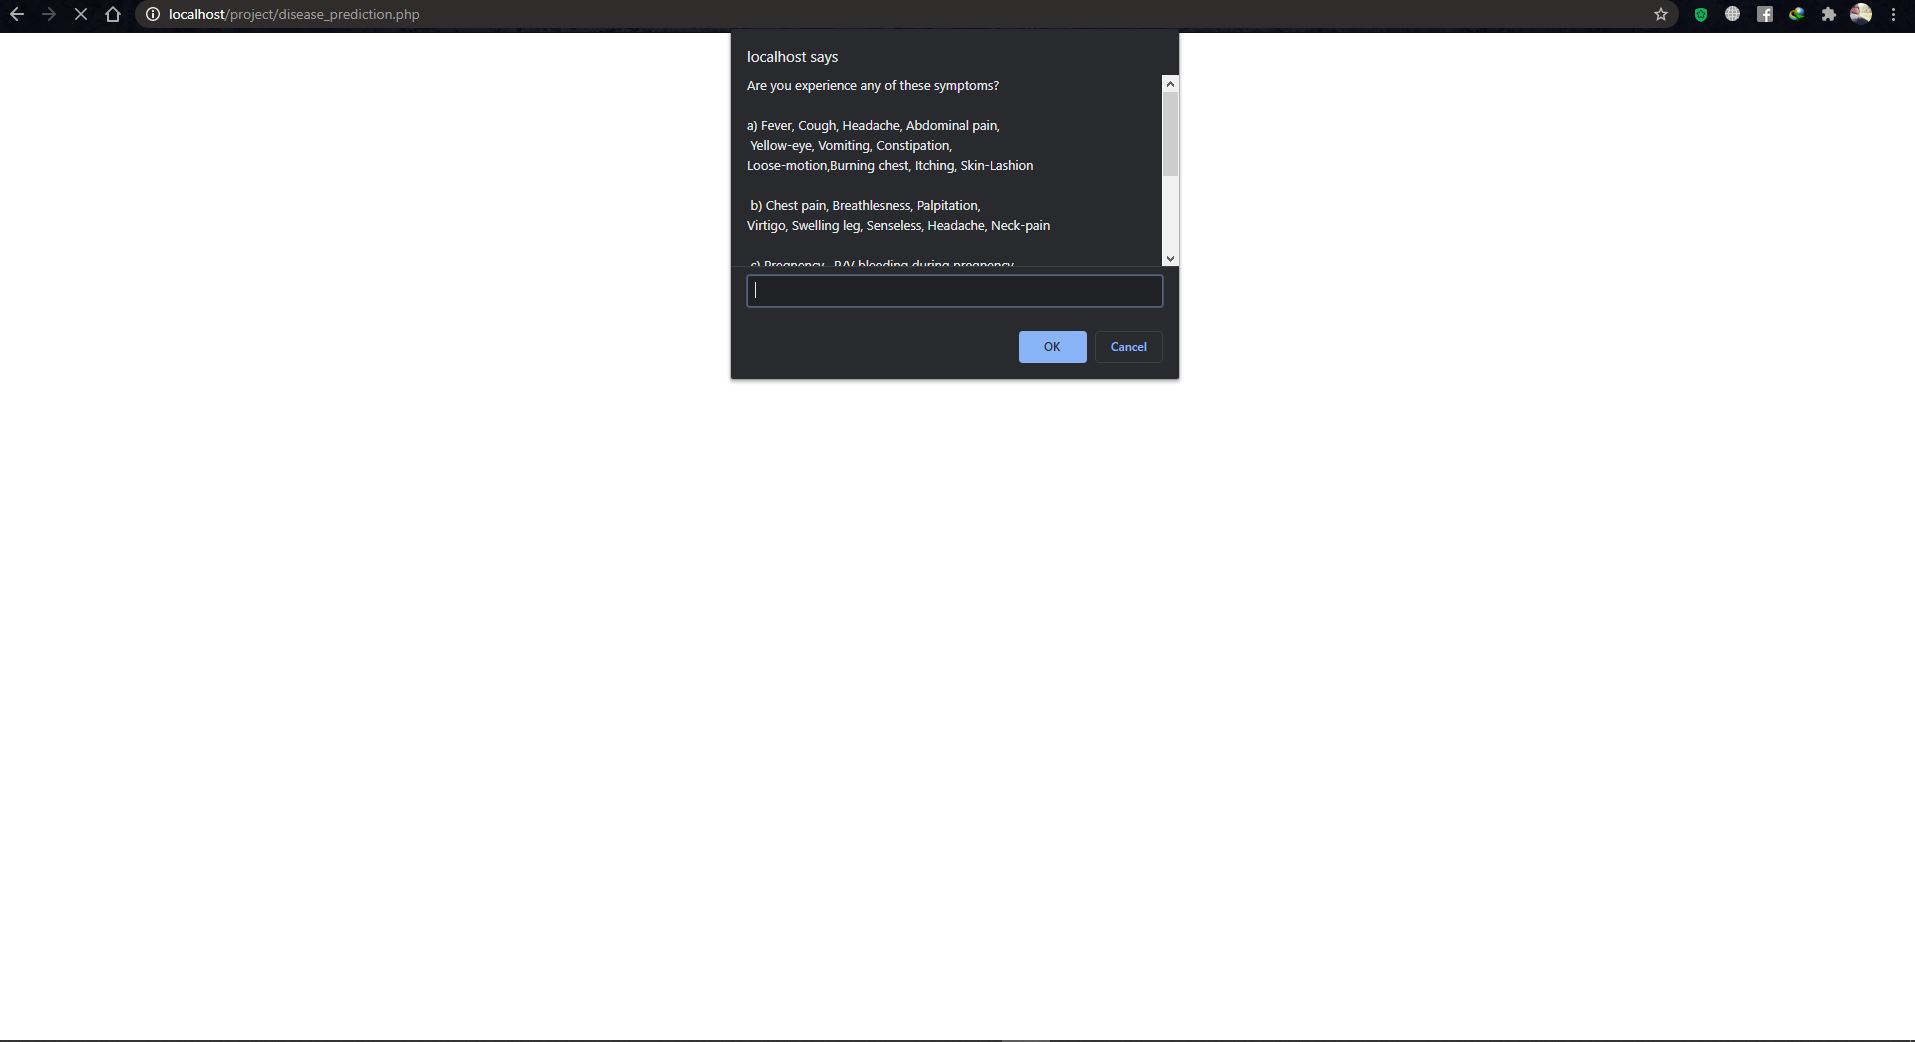 localhost/project/disease_prediction.php
localhost says
Are you experience any of these symptoms?
a) Fever, Cough, Headache, Abdominal pain,
Yellow-eye, Vomiting, Constipation,
Loose-motion,Burning chest, Itching, Skin-Lashion
b) Chest pain, Breathlesness, Palpitation,
Virtigo, Swelling leg, Senseless, Headache, Neck-pain
c) Pregnency, P/V bleeding during pregnency
OK
Cancel